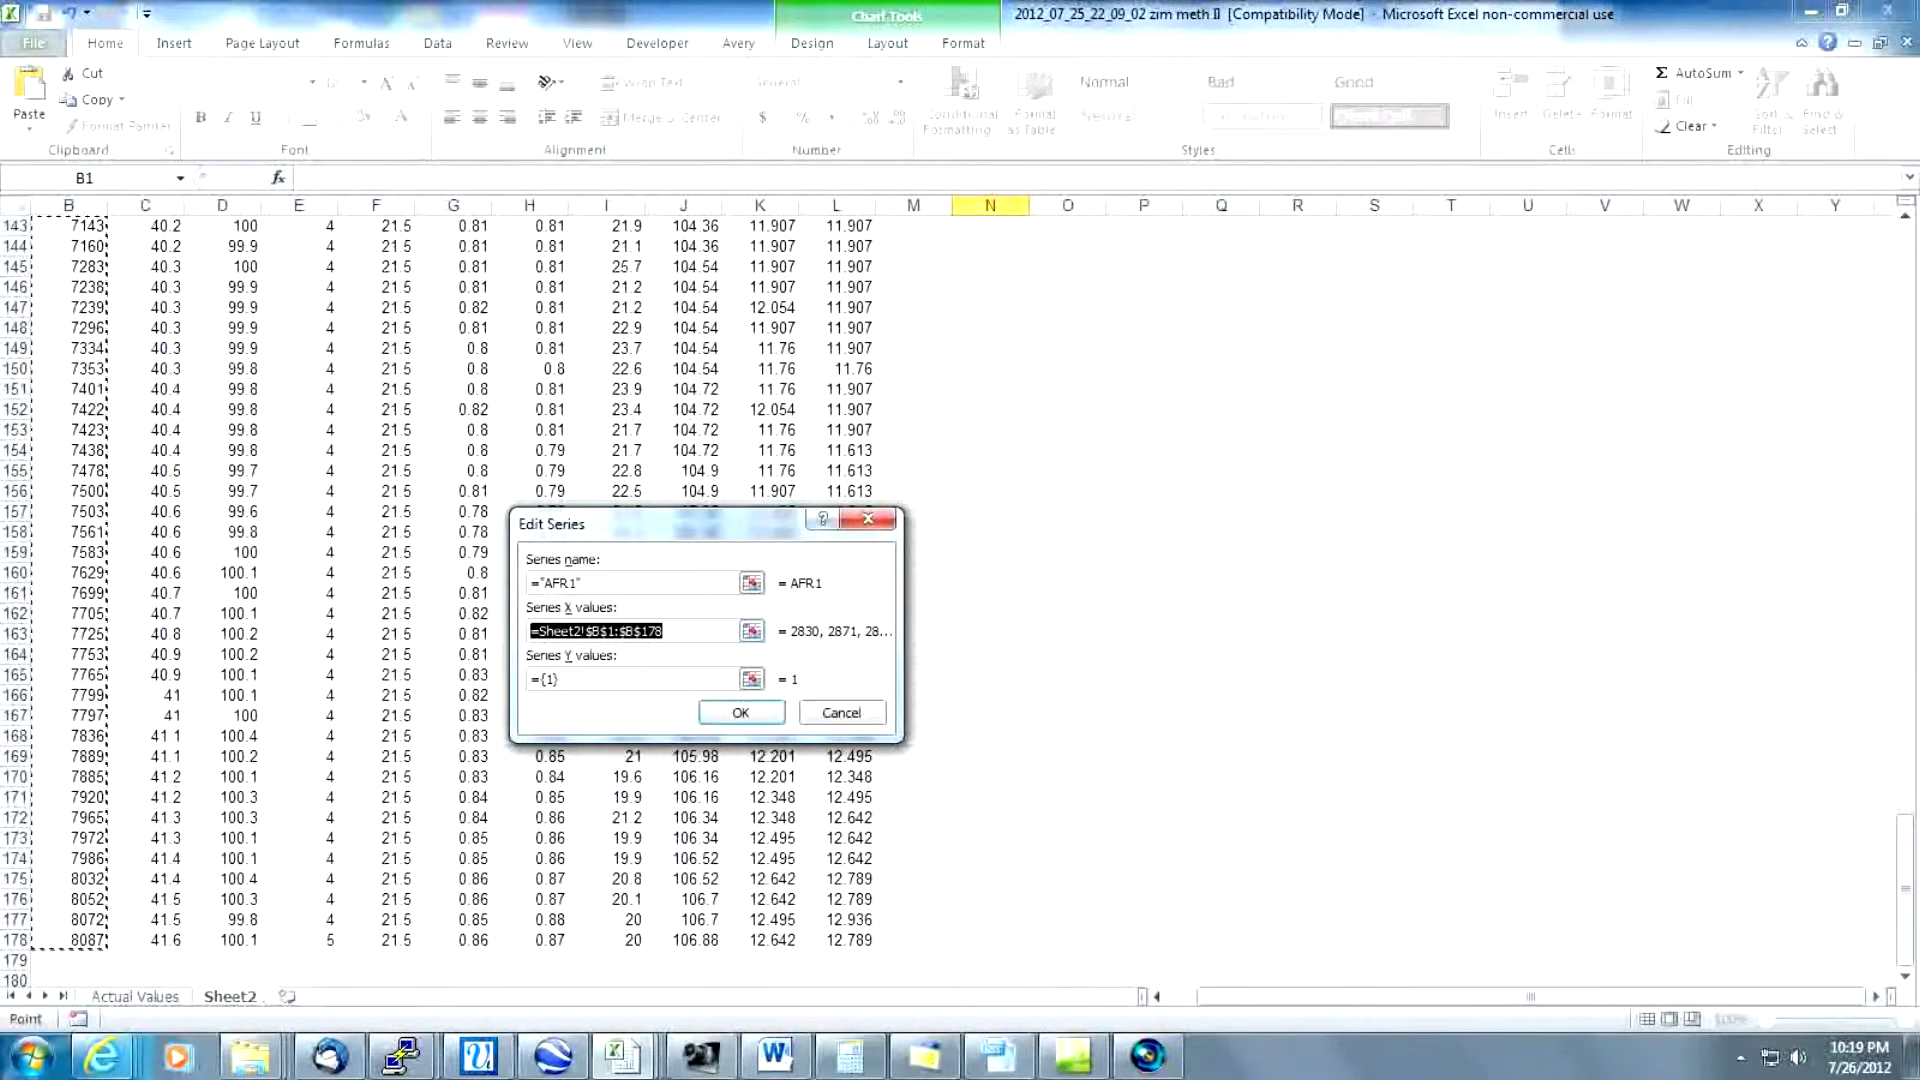 Chart Tools
2012_07_25_22_09_02 zim meth II [Compatibility Mode] - Microsoft Excel non-commercial use
File Home Insert Page Layout Formulas Data Review View Developer Avery Design Layout Format
Cut
Copy
Format Painter
Paste
B I U
Wrap Text
Merge & Center
General
$ % ,
Conditional Formatting
Format as Table
Normal Bad Good
Neutral
Insert Delete Format
Σ AutoSum
Fill
Clear
Sort & Filter
Find & Select
Clipboard Font Alignment Number Styles Cells Editing
B1 fx
B C D E F G H I J K L M N O P Q R S T U V W X Y
143 7143 40.2 100 4 21.5 0.81 0.81 21.9 104.36 11.907 11.907
144 7160 40.2 99.9 4 21.5 0.81 0.81 21.1 104.36 11.907 11.907
145 7283 40.3 100 4 21.5 0.81 0.81 25.7 104.54 11.907 11.907
146 7238 40.3 99.9 4 21.5 0.81 0.81 21.2 104.54 11.907 11.907
147 7239 40.3 99.9 4 21.5 0.82 0.81 21.2 104.54 12.054 11.907
148 7296 40.3 99.9 4 21.5 0.81 0.81 22.9 104.54 11.907 11.907
149 7334 40.3 99.9 4 21.5 0.8 0.81 23.7 104.54 11.76 11.907
150 7353 40.3 99.8 4 21.5 0.8 0.8 22.6 104.54 11.76 11.76
151 7401 40.4 99.8 4 21.5 0.8 0.81 23.9 104.72 11.76 11.907
152 7422 40.4 99.8 4 21.5 0.82 0.81 23.4 104.72 12.054 11.907
153 7423 40.4 99.8 4 21.5 0.8 0.81 21.7 104.72 11.76 11.907
154 7438 40.4 99.8 4 21.5 0.8 0.79 21.7 104.72 11.76 11.613
155 7478 40.5 99.7 4 21.5 0.8 0.79 22.8 104.9 11.76 11.613
156 7500 40.5 99.7 4 21.5 0.81 0.79 22.5 104.9 11.907 11.613
157 7503 40.6 99.6 4 21.5 0.78
158 7561 40.6 99.8 4 21.5 0.78
159 7583 40.6 100 4 21.5 0.79
160 7629 40.6 100.1 4 21.5 0.8
161 7699 40.7 100 4 21.5 0.81
162 7705 40.7 100.1 4 21.5 0.82
163 7725 40.8 100.2 4 21.5 0.81
164 7753 40.9 100.2 4 21.5 0.81
165 7765 40.9 100.1 4 21.5 0.83
166 7799 41 100.1 4 21.5 0.82
167 7797 41 100 4 21.5 0.83
168 7836 41.1 100.4 4 21.5 0.83
169 7889 41.1 100.2 4 21.5 0.83 0.85 21 105.98 12.201 12.495
170 7885 41.2 100.1 4 21.5 0.83 0.84 19.6 106.16 12.201 12.348
171 7920 41.2 100.3 4 21.5 0.84 0.85 19.9 106.16 12.348 12.495
172 7965 41.3 100.3 4 21.5 0.84 0.86 21.2 106.34 12.348 12.642
173 7972 41.3 100.1 4 21.5 0.85 0.86 19.9 106.34 12.495 12.642
174 7986 41.4 100.1 4 21.5 0.85 0.86 19.9 106.52 12.495 12.642
175 8032 41.4 100.4 4 21.5 0.86 0.87 20.8 106.52 12.642 12.789
176 8052 41.5 100.3 4 21.5 0.86 0.87 20.1 106.7 12.642 12.789
177 8072 41.5 99.8 4 21.5 0.85 0.88 20 106.7 12.495 12.936
178 8087 41.6 100.1 5 21.5 0.86 0.87 20 106.88 12.642 12.789
179
180
Edit Series
Series name:
="AFR1" = AFR1
Series X values:
=Sheet2!$B$1:$B$178 = 2830, 2871, 28...
Series Y values:
={1} = 1
OK Cancel
Actual Values Sheet2
Point 100%
10:19 PM
7/26/2012